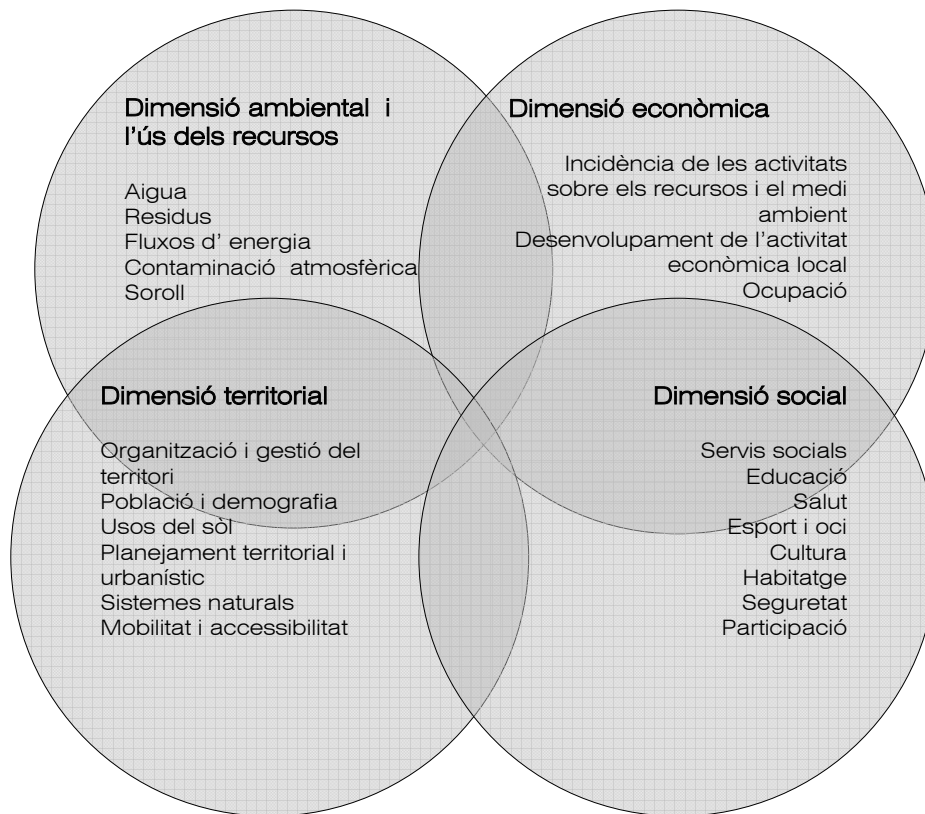 Dimensió ambiental i
l'ús dels recursos
Aigua
Residus
Fluxos d' energia
Contaminació atmosfèrica
Soroll
Dimensió econòmica
Incidència de les activitats
sobre els recursos i el medi
ambient
Desenvolupament de l'activitat
econòmica local
Ocupació
Dimensió territorial
Organització i gestió del
territori
Població i demografia
Usos del sòl
Planejament territorial i
urbanístic
Sistemes naturals
Mobilitat i accessibilitat
Dimensió social
Servis socials
Educació
Salut
Esport i oci
Cultura
Habitatge
Seguretat
Participació